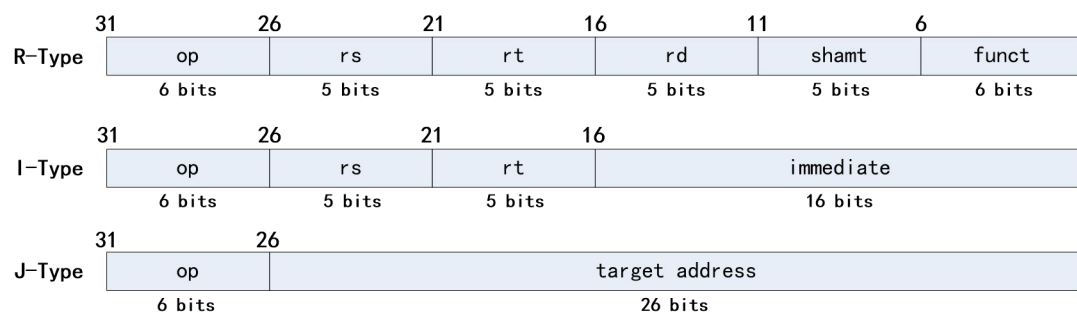 31 26 21 16 11 6
R-Type op rs rt rd shamt funct
6 bits 5 bits 5 bits 5 bits 5 bits 6 bits
31 26 21 16
I-Type op rs rt immediate
6 bits 5 bits 5 bits 16 bits
31 26
J-Type op target address
6 bits 26 bits